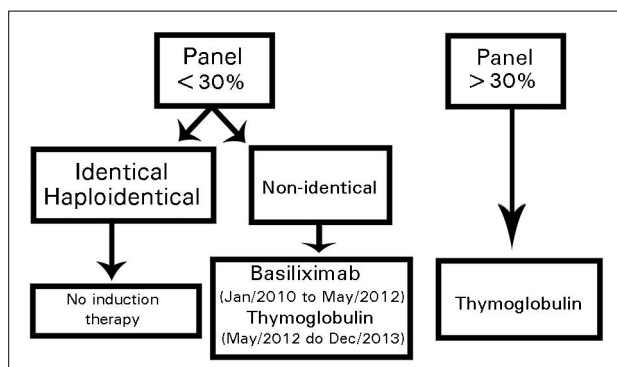 Panel
< 30%
Panel
> 30%
Identical
Haploidentical
Non-identical
No induction
therapy
Basiliximab
(Jan/2010 to May/2012)
Thymoglobulin
(May/2012 do Dec/2013)
Thymoglobulin